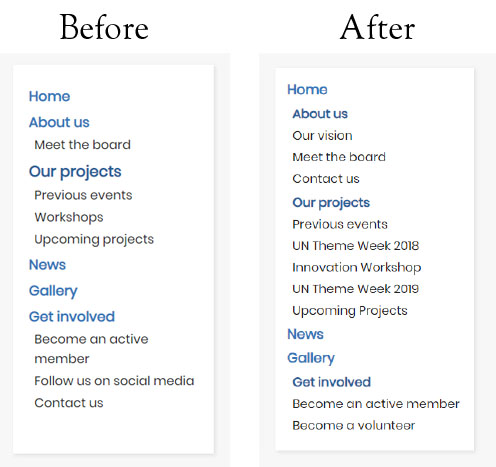 Before
Home
About us
Meet the board
Our projects
Previous events
Workshops
Upcoming projects
News
Gallery
Get involved
Become an active
member
Follow us on social media
Contact us
After
Home
About us
Our vision
Meet the board
Contact us
Our projects
Previous events
UN Theme Week 2018
Innovation Workshop
UN Theme Week 2019
Upcoming Projects
News
Gallery
Get involved
Become an active member
Become a volunteer